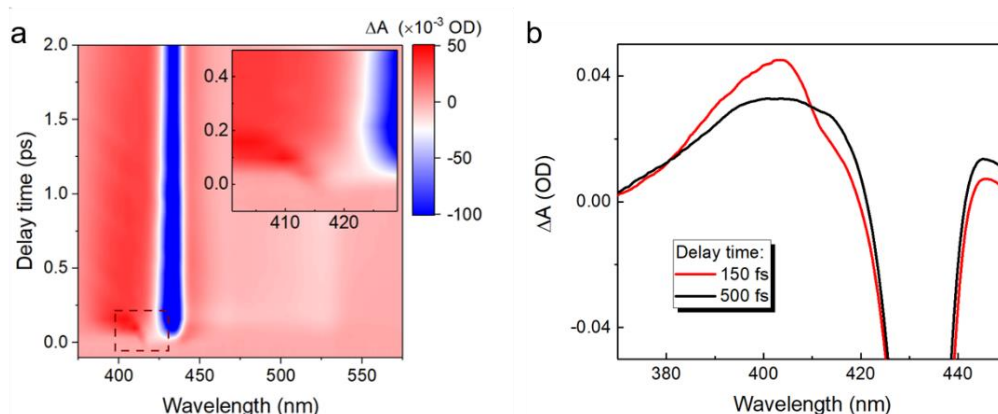 a
ΔA (×10⁻³ OD)
50
0
-50
-100
2.0
1.5
1.0
0.5
0.0
Delay time (ps)
0.4
0.2
0.0
410 420
400 450 500 550
Wavelength (nm)
b
0.04
0.00
-0.04
ΔA (OD)
Delay time:
150 fs
500 fs
380 400 420 440
Wavelength (nm)